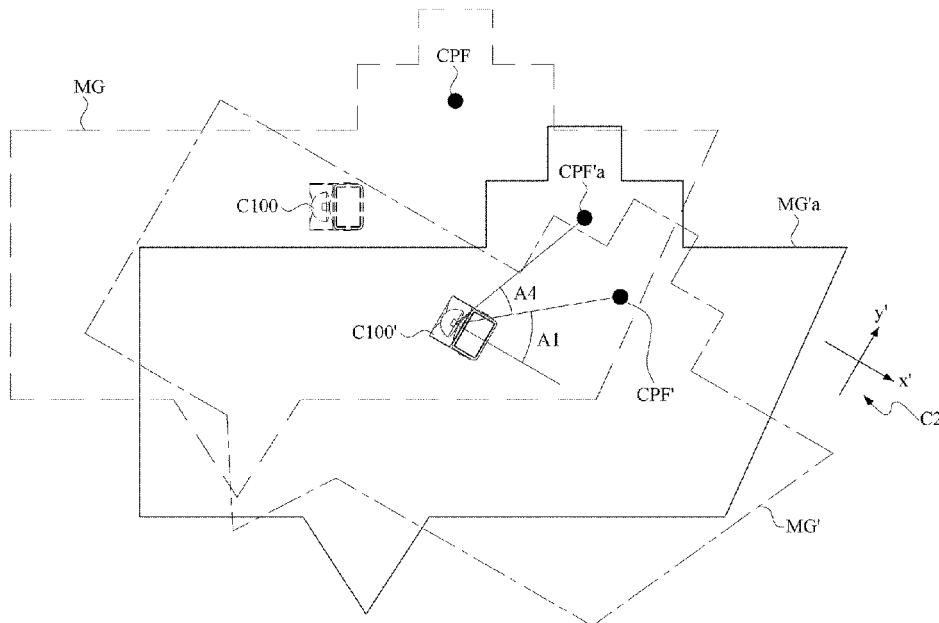 CPF
MG
CPF'a
C100
MG'a
A4
y'
C100'
A1
x'
CPF'
C2
MG'